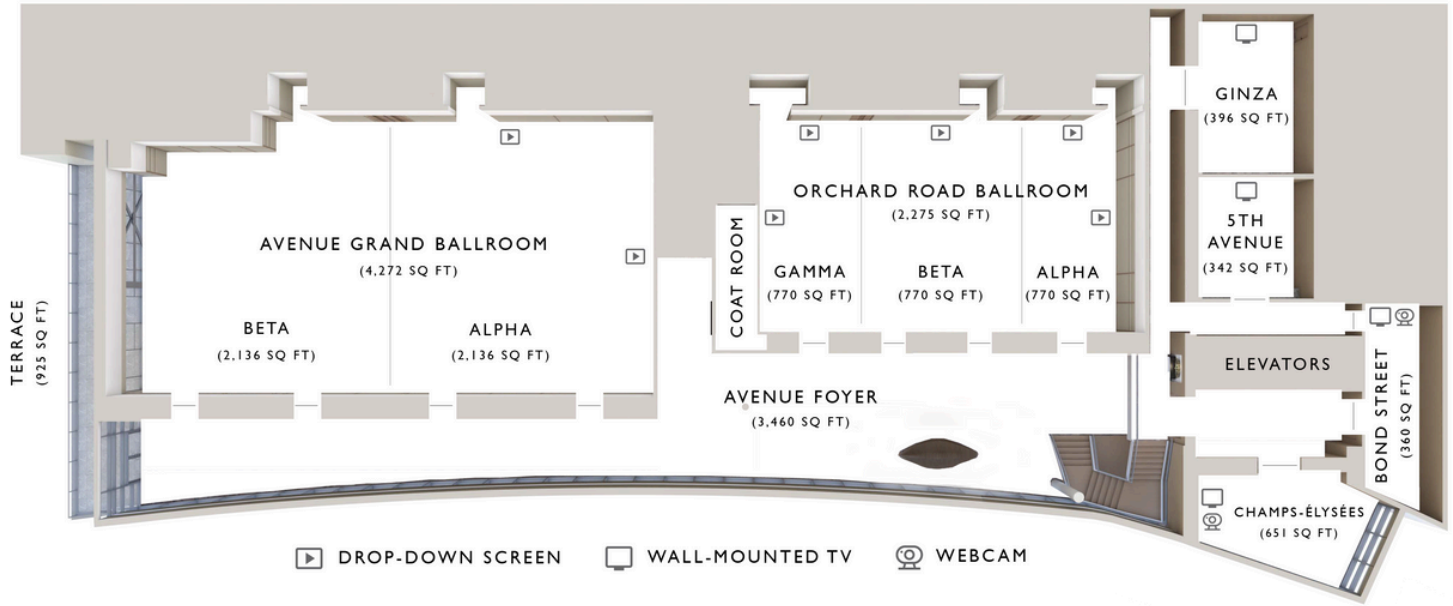 TERRACE
(925 SQ FT)
AVENUE GRAND BALLROOM
(4,272 SQ FT)
BETA
(2,136 SQ FT)
ALPHA
(2,136 SQ FT)
COAT ROOM
ORCHARD ROAD BALLROOM
(2,275 SQ FT)
GAMMA
(770 SQ FT)
BETA
(770 SQ FT)
ALPHA
(770 SQ FT)
AVENUE FOYER
(3,460 SQ FT)
GINZA
(396 SQ FT)
5TH
AVENUE
(342 SQ FT)
ELEVATORS
BOND STREET
(360 SQ FT)
CHAMPS-ÉLYSÉES
(651 SQ FT)
DROP-DOWN SCREEN
WALL-MOUNTED TV
WEBCAM